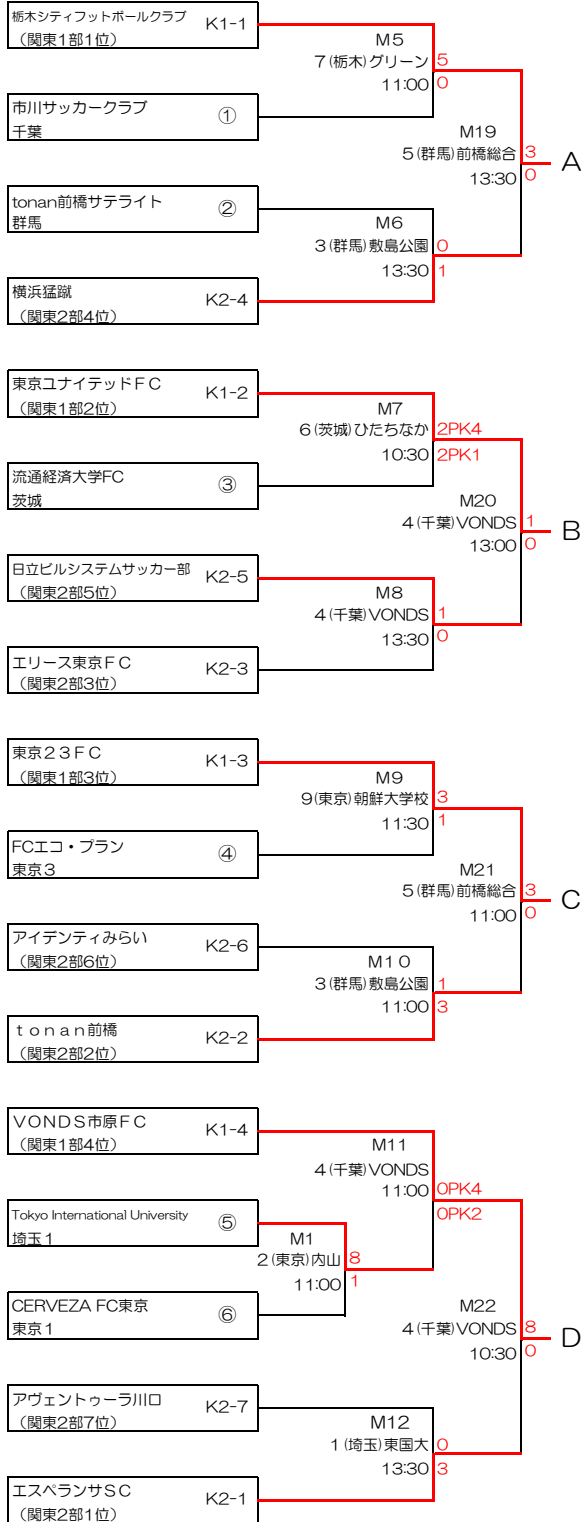 栃木シティフットボールクラブ K1-1
（関東1部1位）
M5
7(栃木)グリーン 5
11:00 0
市川サッカークラブ ①
千葉
M19
5(群馬)前橋総合 3
A
13:30 0
tonan前橋サテライト ②
群馬
M6
3(群馬)敷島公園 0
13:30 1
横浜猛蹴 K2-4
（関東2部4位）
東京ユナイテッドＦＣ K1-2
（関東1部2位）
M7
6(茨城)ひたちなか 2PK4
10:30 2PK1
流通経済大学FC ③
茨城
M20
4(千葉)VONDS 1
B
13:00 0
日立ビルシステムサッカー部 K2-5
（関東2部5位）
M8
4(千葉)VONDS 1
13:30 0
エリース東京ＦＣ K2-3
（関東2部3位）
東京２３ＦＣ K1-3
（関東1部3位）
M9
9(東京)朝鮮大学校 3
11:30 1
FCエコ・プラン ④
東京３
M21
5(群馬)前橋総合 3
C
11:00 0
アイデンティみらい K2-6
（関東2部6位）
M10
3(群馬)敷島公園 1
11:00 3
ｔｏｎａｎ前橋 K2-2
（関東2部2位）
ＶＯＮＤＳ市原ＦＣ K1-4
（関東1部4位）
M11
4(千葉)VONDS
11:00 0PK4
0PK2
Tokyo International University ⑤
埼玉１
M1
2(東京)内山 8
11:00 1
CERVEZA FC東京 ⑥
東京１
M22
4(千葉)VONDS 8
D
10:30 0
アヴェントゥーラ川口 K2-7
（関東2部7位）
M12
1(埼玉)東国大 0
13:30 3
エスペランサＳＣ K2-1
（関東2部1位）